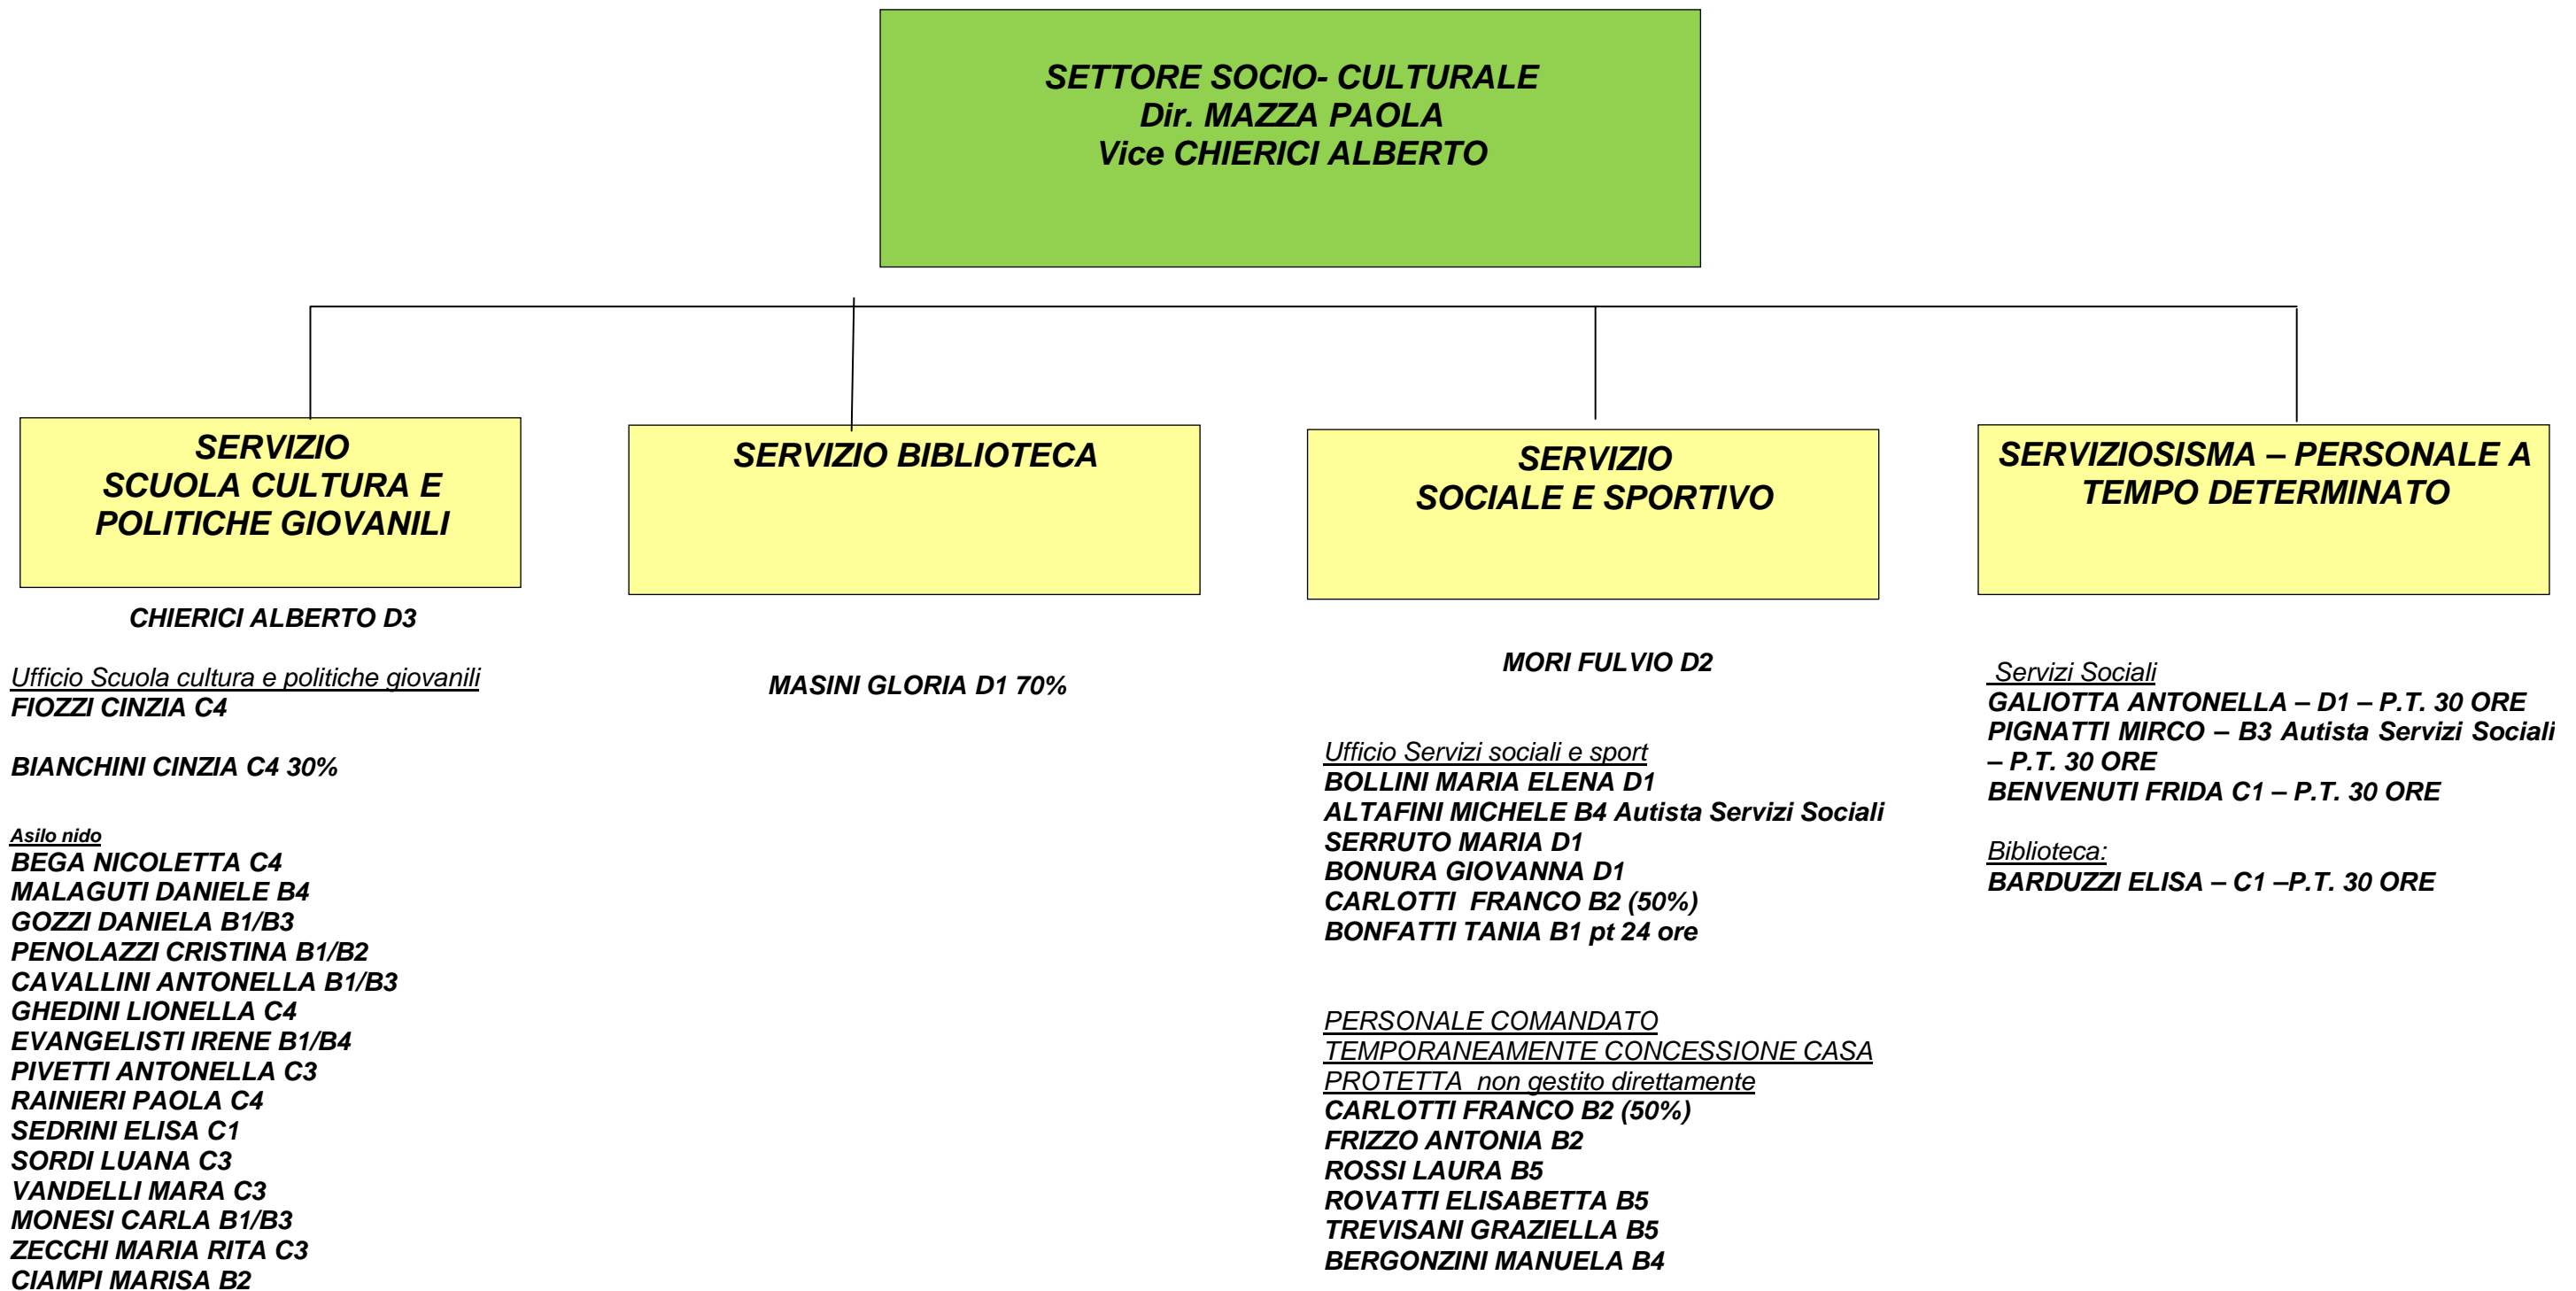 SETTORE SOCIO- CULTURALE
Dir. MAZZA PAOLA
Vice CHIERICI ALBERTO
SERVIZIO
SCUOLA CULTURA E
POLITICHE GIOVANILI
CHIERICI ALBERTO D3
Ufficio Scuola cultura e politiche giovanili
FIOZZI CINZIA C4
BIANCHINI CINZIA C4 30%
Asilo nido
BEGA NICOLETTA C4
MALAGUTI DANIELE B4
GOZZI DANIELA B1/B3
PENOLAZZI CRISTINA B1/B2
CAVALLINI ANTONELLA B1/B3
GHEDINI LIONELLA C4
EVANGELISTI IRENE B1/B4
PIVETTI ANTONELLA C3
RAINIERI PAOLA C4
SEDRINI ELISA C1
SORDI LUANA C3
VANDELLI MARA C3
MONESI CARLA B1/B3
ZECCHI MARIA RITA C3
CIAMPI MARISA B2
SERVIZIO BIBLIOTECA
MASINI GLORIA D1 70%
SERVIZIO
SOCIALE E SPORTIVO
MORI FULVIO D2
Ufficio Servizi sociali e sport
BOLLINI MARIA ELENA D1
ALTAFINI MICHELE B4 Autista Servizi Sociali
SERRUTO MARIA D1
BONURA GIOVANNA D1
CARLOTTI FRANCO B2 (50%)
BONFATTI TANIA B1 pt 24 ore
PERSONALE COMANDATO
TEMPORANEAMENTE CONCESSIONE CASA
PROTETTA non gestito direttamente
CARLOTTI FRANCO B2 (50%)
FRIZZO ANTONIA B2
ROSSI LAURA B5
ROVATTI ELISABETTA B5
TREVISANI GRAZIELLA B5
BERGONZINI MANUELA B4
SERVIZIOSISMA – PERSONALE A
TEMPO DETERMINATO
Servizi Sociali
GALIOTTA ANTONELLA – D1 – P.T. 30 ORE
PIGNATTI MIRCO – B3 Autista Servizi Sociali
– P.T. 30 ORE
BENVENUTI FRIDA C1 – P.T. 30 ORE
Biblioteca:
BARDUZZI ELISA – C1 –P.T. 30 ORE